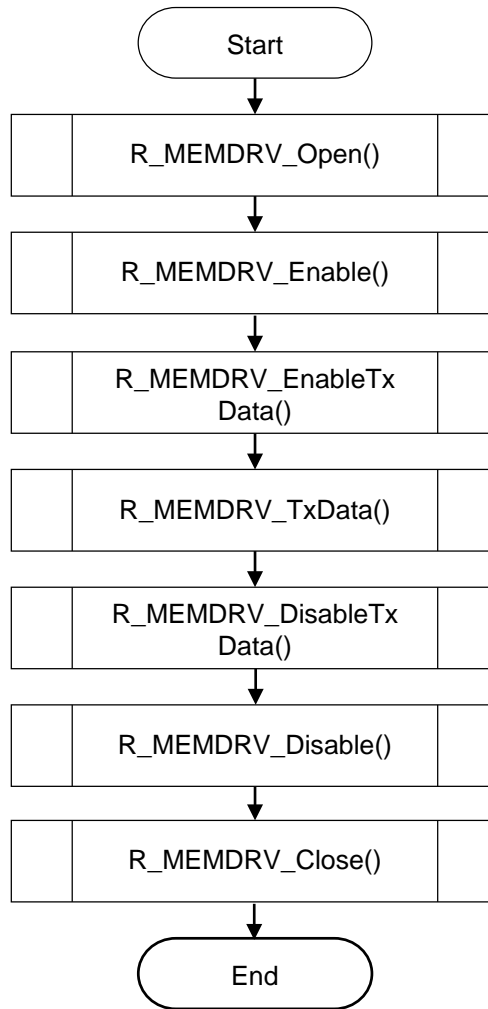 Start
R_MEMDRV_Open()
R_MEMDRV_Enable()
R_MEMDRV_EnableTx
Data()
R_MEMDRV_TxData()
R_MEMDRV_DisableTx
Data()
R_MEMDRV_Disable()
R_MEMDRV_Close()
End